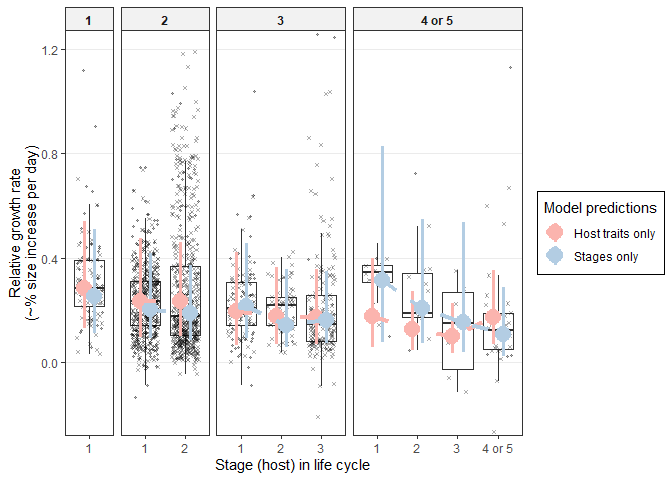 1 2 3 4 or 5
1.2
0.8
0.4
0.0
Relative growth rate
(~% size increase per day)
1 1 2 1 2 3 1 2 3 4 or 5
Stage (host) in life cycle
Model predictions
Host traits only
Stages only